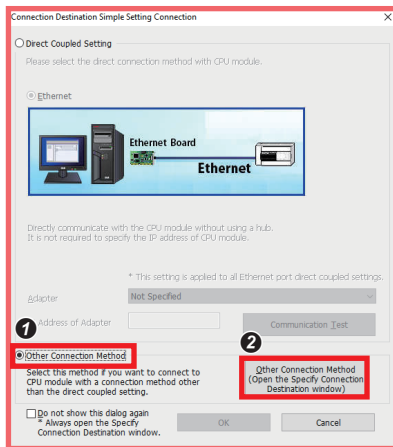 Connection Destination Simple Setting Connection
Direct Coupled Setting
Please select the direct connection method with CPU module.
Ethernet
Ethernet Board
Ethernet
Directly communicate with the CPU module without using a hub.
It is not required to specify the IP address of CPU module.
* This setting is applied to all Ethernet port direct coupled settings.
Adapter
Not Specified
Address of Adapter
Communication Test
1
2
Other Connection Method
Select this method if you want to connect to
CPU module with a connection method other
than the direct coupled setting.
Other Connection Method
(Open the Specify Connection
Destination window)
Do not show this dialog again
* Always open the Specify
Connection Destination window.
OK
Cancel